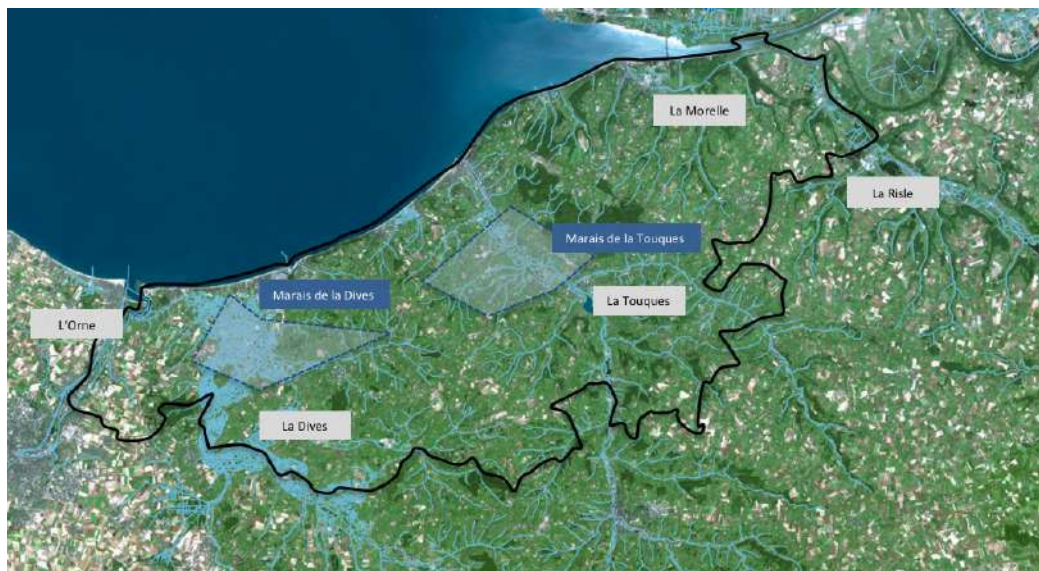 La Morelle
La Risle
Marais de la Touques
Marais de la Dives
La Touques
L'Orne
La Dives